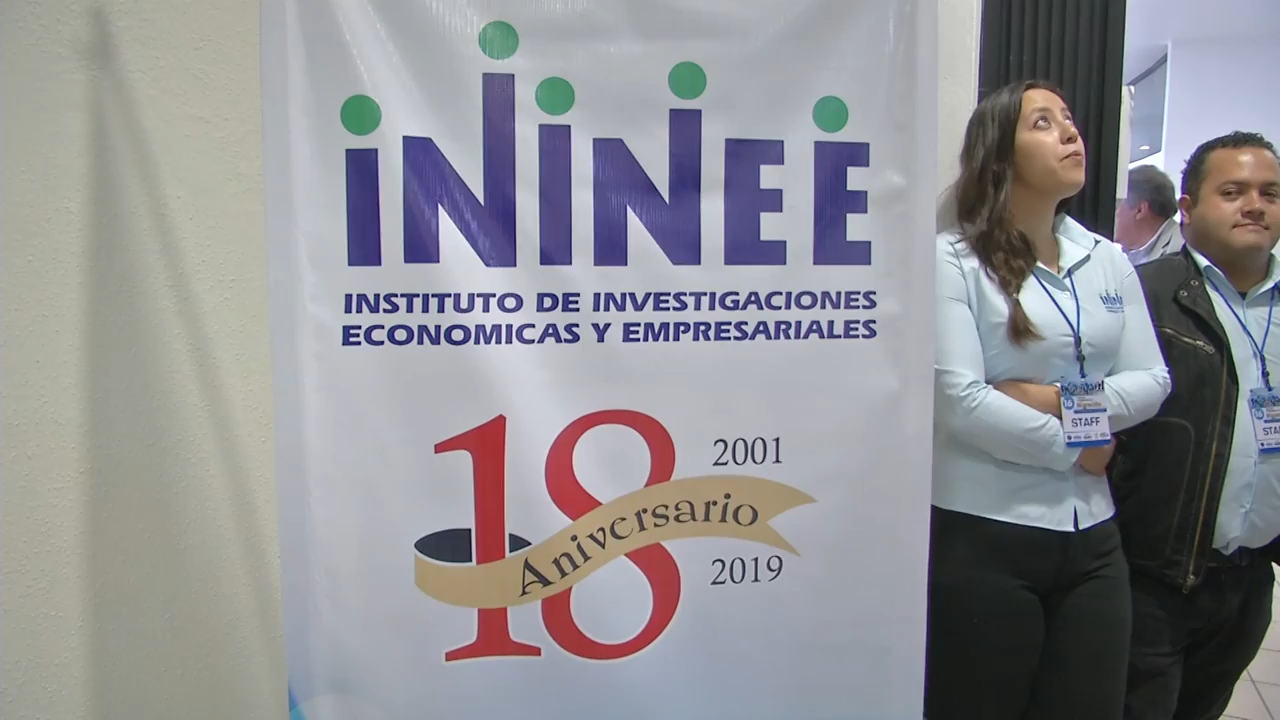 ININEE
INSTITUTO DE INVESTIGACIONES
ECONOMICAS Y EMPRESARIALES
18
2001
Aniversario
2019
STAFF